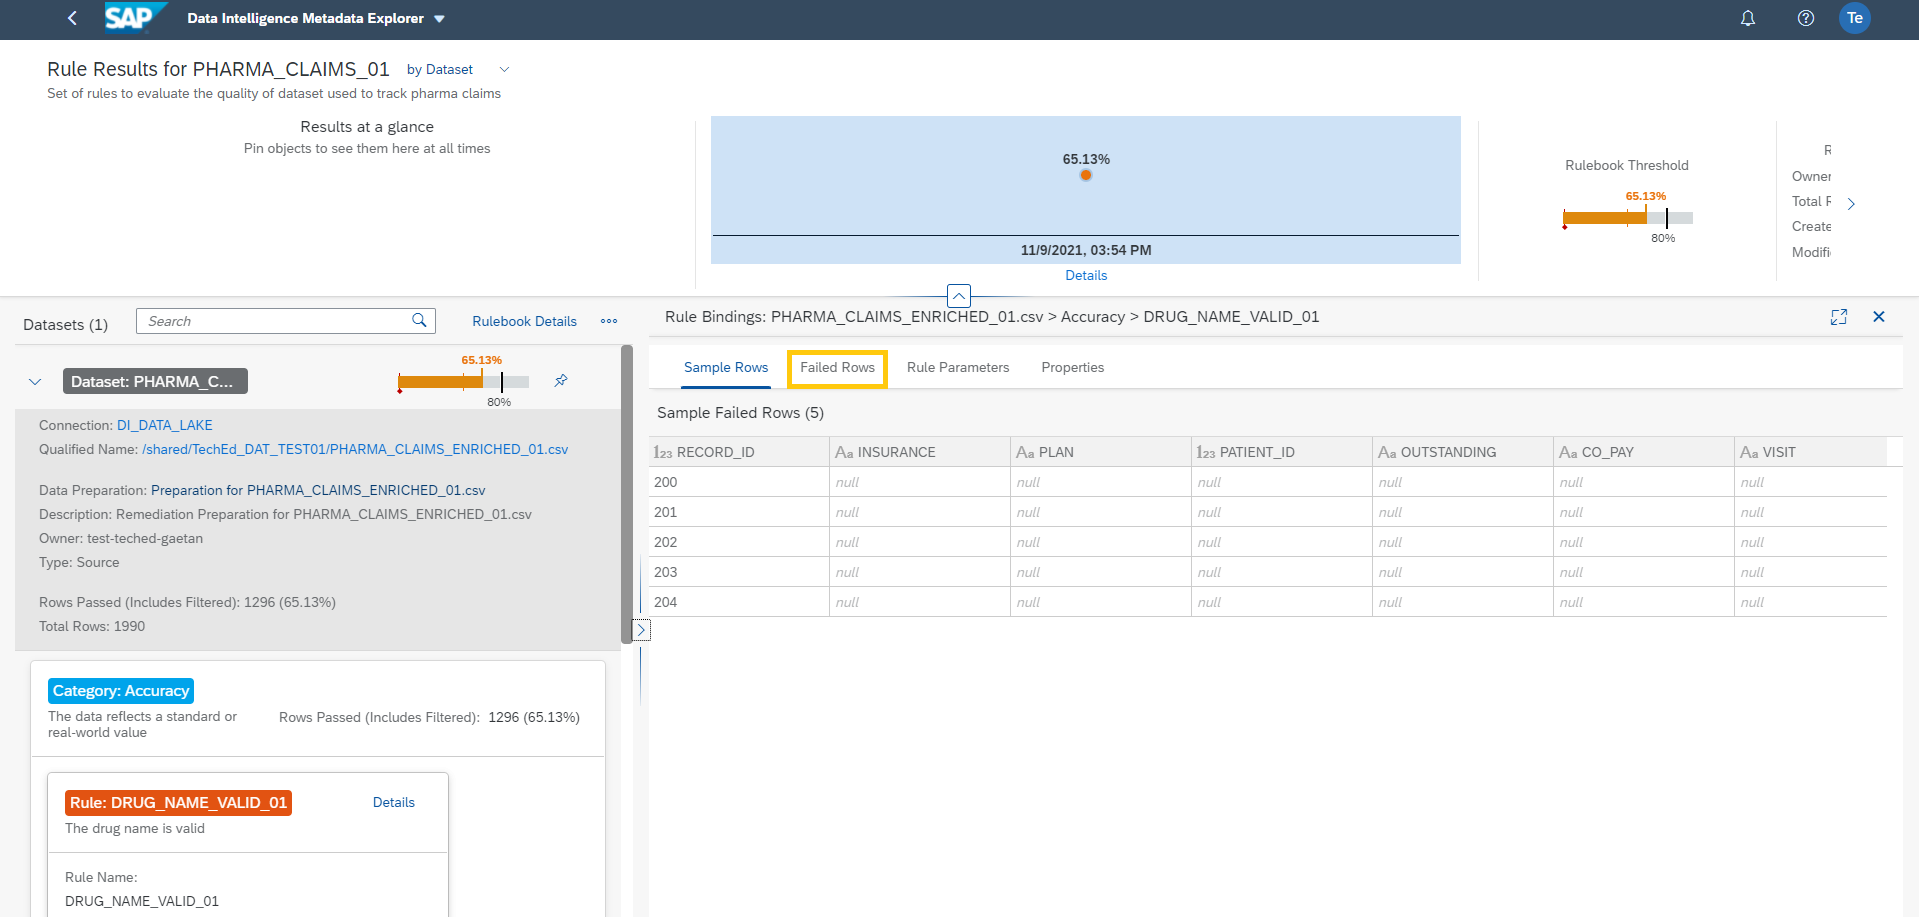 SAP Data Intelligence Metadata Explorer
Te
Rule Results for PHARMA_CLAIMS_01 by Dataset
Set of rules to evaluate the quality of dataset used to track pharma claims
Results at a glance
Pin objects to see them here at all times
65.13%
11/9/2021, 03:54 PM
Details
Rulebook Threshold
65.13%
80%
R
Owner
Total R
Create
Modifi
Datasets (1)
Search
Rulebook Details
Dataset: PHARMA_C...
65.13%
80%
Connection: DI_DATA_LAKE
Qualified Name: /shared/TechEd_DAT_TEST01/PHARMA_CLAIMS_ENRICHED_01.csv
Data Preparation: Preparation for PHARMA_CLAIMS_ENRICHED_01.csv
Description: Remediation Preparation for PHARMA_CLAIMS_ENRICHED_01.csv
Owner: test-teched-gaetan
Type: Source
Rows Passed (Includes Filtered): 1296 (65.13%)
Total Rows: 1990
Category: Accuracy
The data reflects a standard or
real-world value
Rows Passed (Includes Filtered): 1296 (65.13%)
Rule: DRUG_NAME_VALID_01
Details
The drug name is valid
Rule Name:
DRUG_NAME_VALID_01
Rule Bindings: PHARMA_CLAIMS_ENRICHED_01.csv > Accuracy > DRUG_NAME_VALID_01
Sample Rows Failed Rows Rule Parameters Properties
Sample Failed Rows (5)
123 RECORD_ID Aa INSURANCE Aa PLAN 123 PATIENT_ID Aa OUTSTANDING Aa CO_PAY Aa VISIT
200 null null null null null null
201 null null null null null null
202 null null null null null null
203 null null null null null null
204 null null null null null null